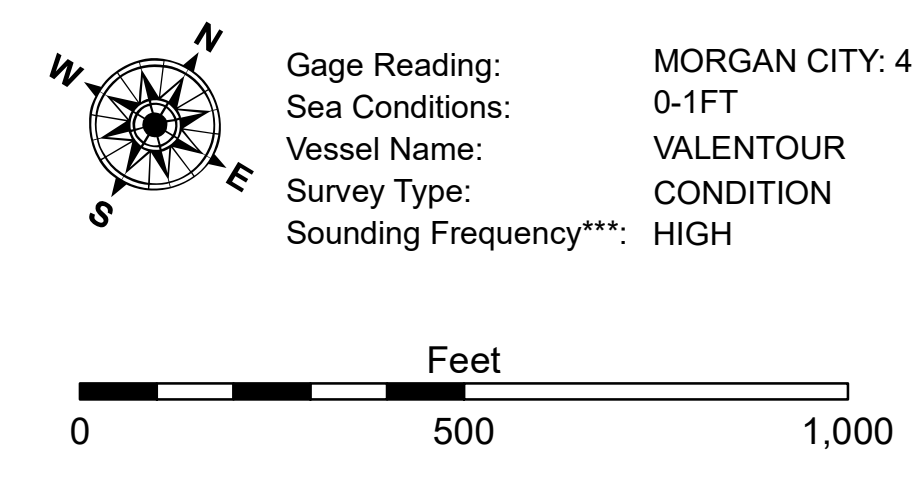 N
W
E
S
Gage Reading: MORGAN CITY: 4
Sea Conditions: 0-1FT
Vessel Name: VALENTOUR
Survey Type: CONDITION
Sounding Frequency***: HIGH
Feet
0 500 1,000